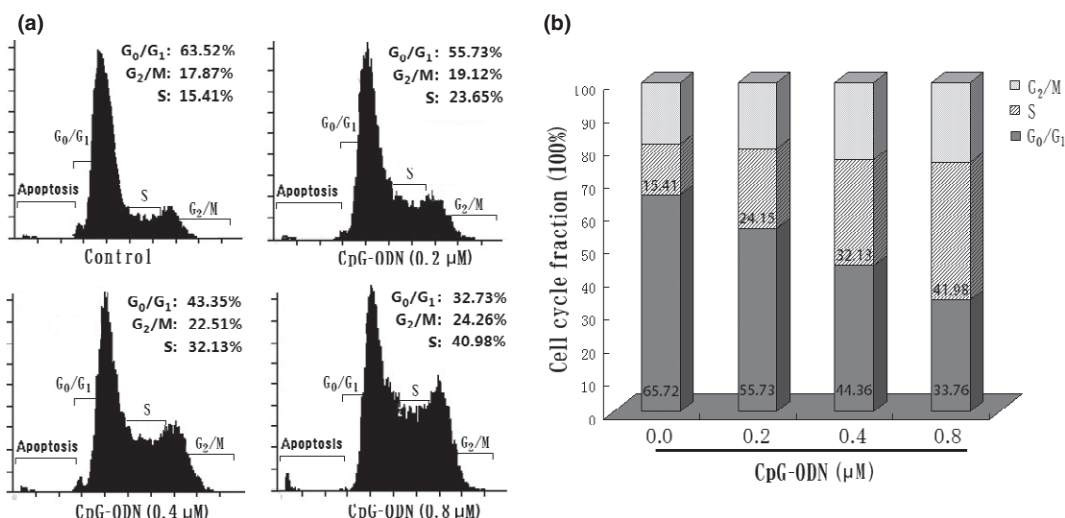 (a)
G₀/G₁: 63.52%
G₂/M: 17.87%
S: 15.41%
G₀/G₁
Apoptosis
S
G₂/M
Control
G₀/G₁: 55.73%
G₂/M: 19.12%
S: 23.65%
G₀/G₁
Apoptosis
S
G₂/M
CpG-ODN (0.2 μM)
G₀/G₁: 43.35%
G₂/M: 22.51%
S: 32.13%
G₀/G₁
Apoptosis
S
G₂/M
CpG-ODN (0.4 μM)
G₀/G₁: 32.73%
G₂/M: 24.26%
S: 40.98%
G₀/G₁
Apoptosis
S
G₂/M
CpG-ODN (0.8 μM)
(b)
Cell cycle fraction (100%)
100
90
80
70
60
50
40
30
20
10
0
15.41
24.15
32.13
41.98
65.72
55.73
44.36
33.76
0.0
0.2
0.4
0.8
CpG-ODN (μM)
G₂/M
S
G₀/G₁